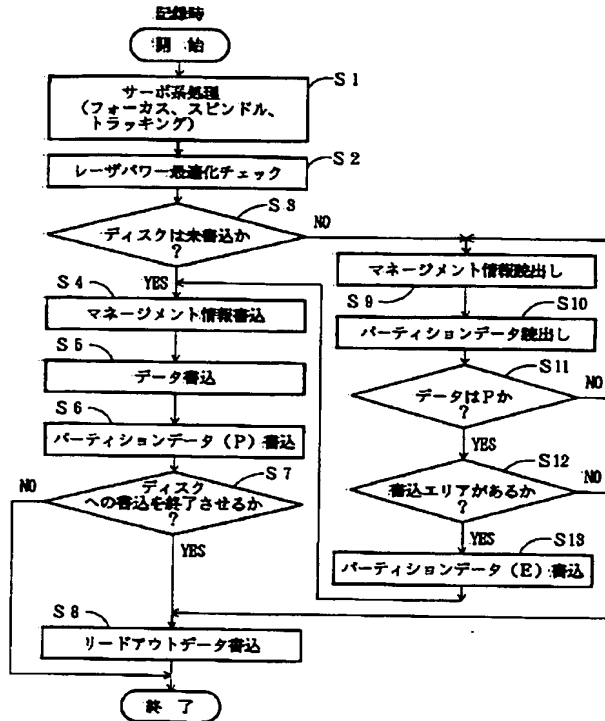 記録時
開始
S1
サーボ系処理
(フォーカス、スピンドル、
トラッキング)
S2
レーザパワー最適化チェック
S3
ディスクは未書込か
?
NO
YES
S4
マネージメント情報書込
S5
データ書込
S6
パーティションデータ(P)書込
S7
ディスク
への書込を終了させるか
?
NO
YES
S8
リードアウトデータ書込
終了
マネージメント情報読出し
S9
S10
パーティションデータ読出し
S11
データはPか
?
NO
YES
S12
書込エリアがあるか
?
NO
YES
S13
パーティションデータ(E)書込